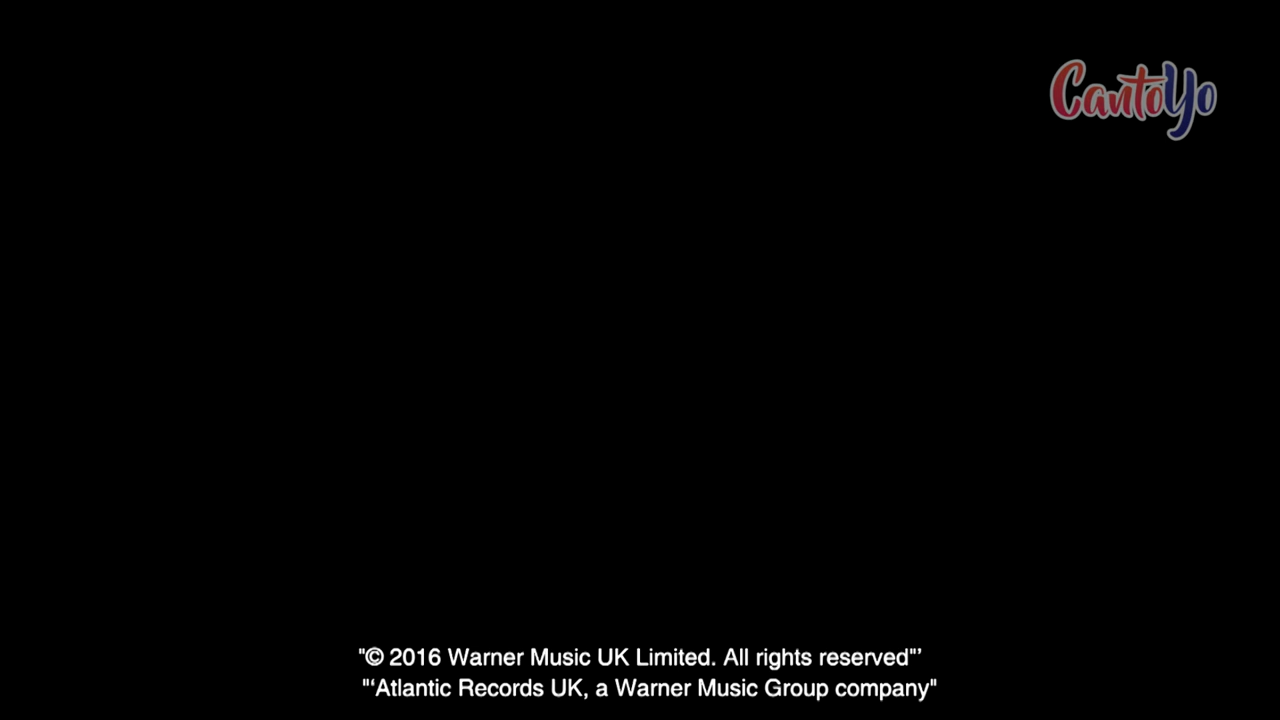 CantoYo
"© 2016 Warner Music UK Limited. All rights reserved"’
"‘Atlantic Records UK, a Warner Music Group company"